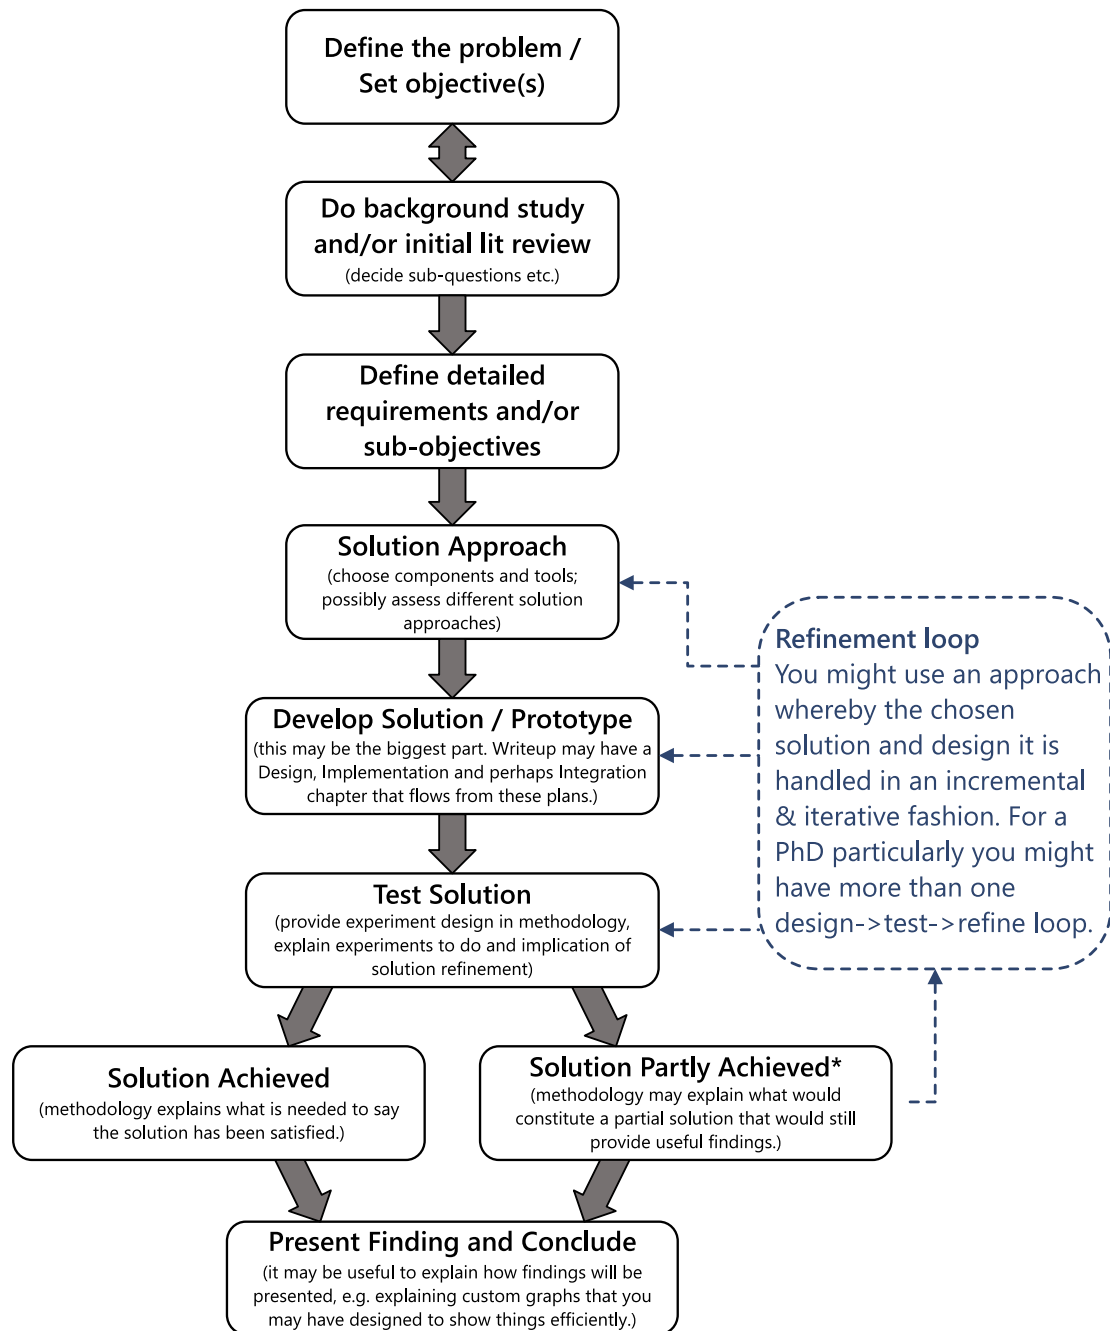 Define the problem /
Set objective(s)
Do background study
and/or initial lit review
(decide sub-questions etc.)
Define detailed
requirements and/or
sub-objectives
Solution Approach
(choose components and tools;
possibly assess different solution
approaches)
Develop Solution / Prototype
(this may be the biggest part. Writeup may have a
Design, Implementation and perhaps Integration
chapter that flows from these plans.)
Test Solution
(provide experiment design in methodology,
explain experiments to do and implication of
solution refinement)
Refinement loop
You might use an approach
whereby the chosen
solution and design it is
handled in an incremental
& iterative fashion. For a
PhD particularly you might
have more than one
design->test->refine loop.
Solution Achieved
(methodology explains what is needed to say
the solution has been satisfied.)
Solution Partly Achieved*
(methodology may explain what would
constitute a partial solution that would still
provide useful findings.)
Present Finding and Conclude
(it may be useful to explain how findings will be
presented, e.g. explaining custom graphs that you
may have designed to show things efficiently.)